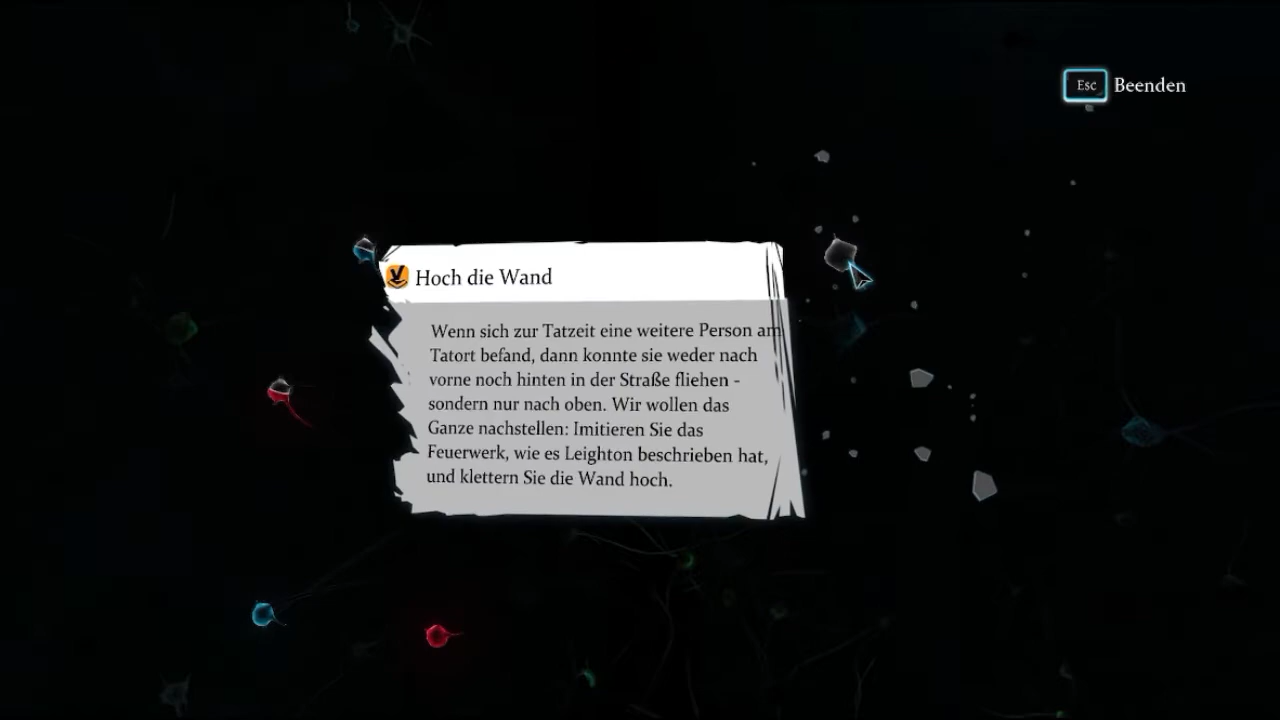 Esc Beenden
Hoch die Wand
Wenn sich zur Tatzeit eine weitere Person am
Tatort befand, dann konnte sie weder nach
vorne noch hinten in der Straße fliehen -
sondern nur nach oben. Wir wollen das
Ganze nachstellen: Imitieren Sie das
Feuerwerk, wie es Leighton beschrieben hat,
und klettern Sie die Wand hoch.